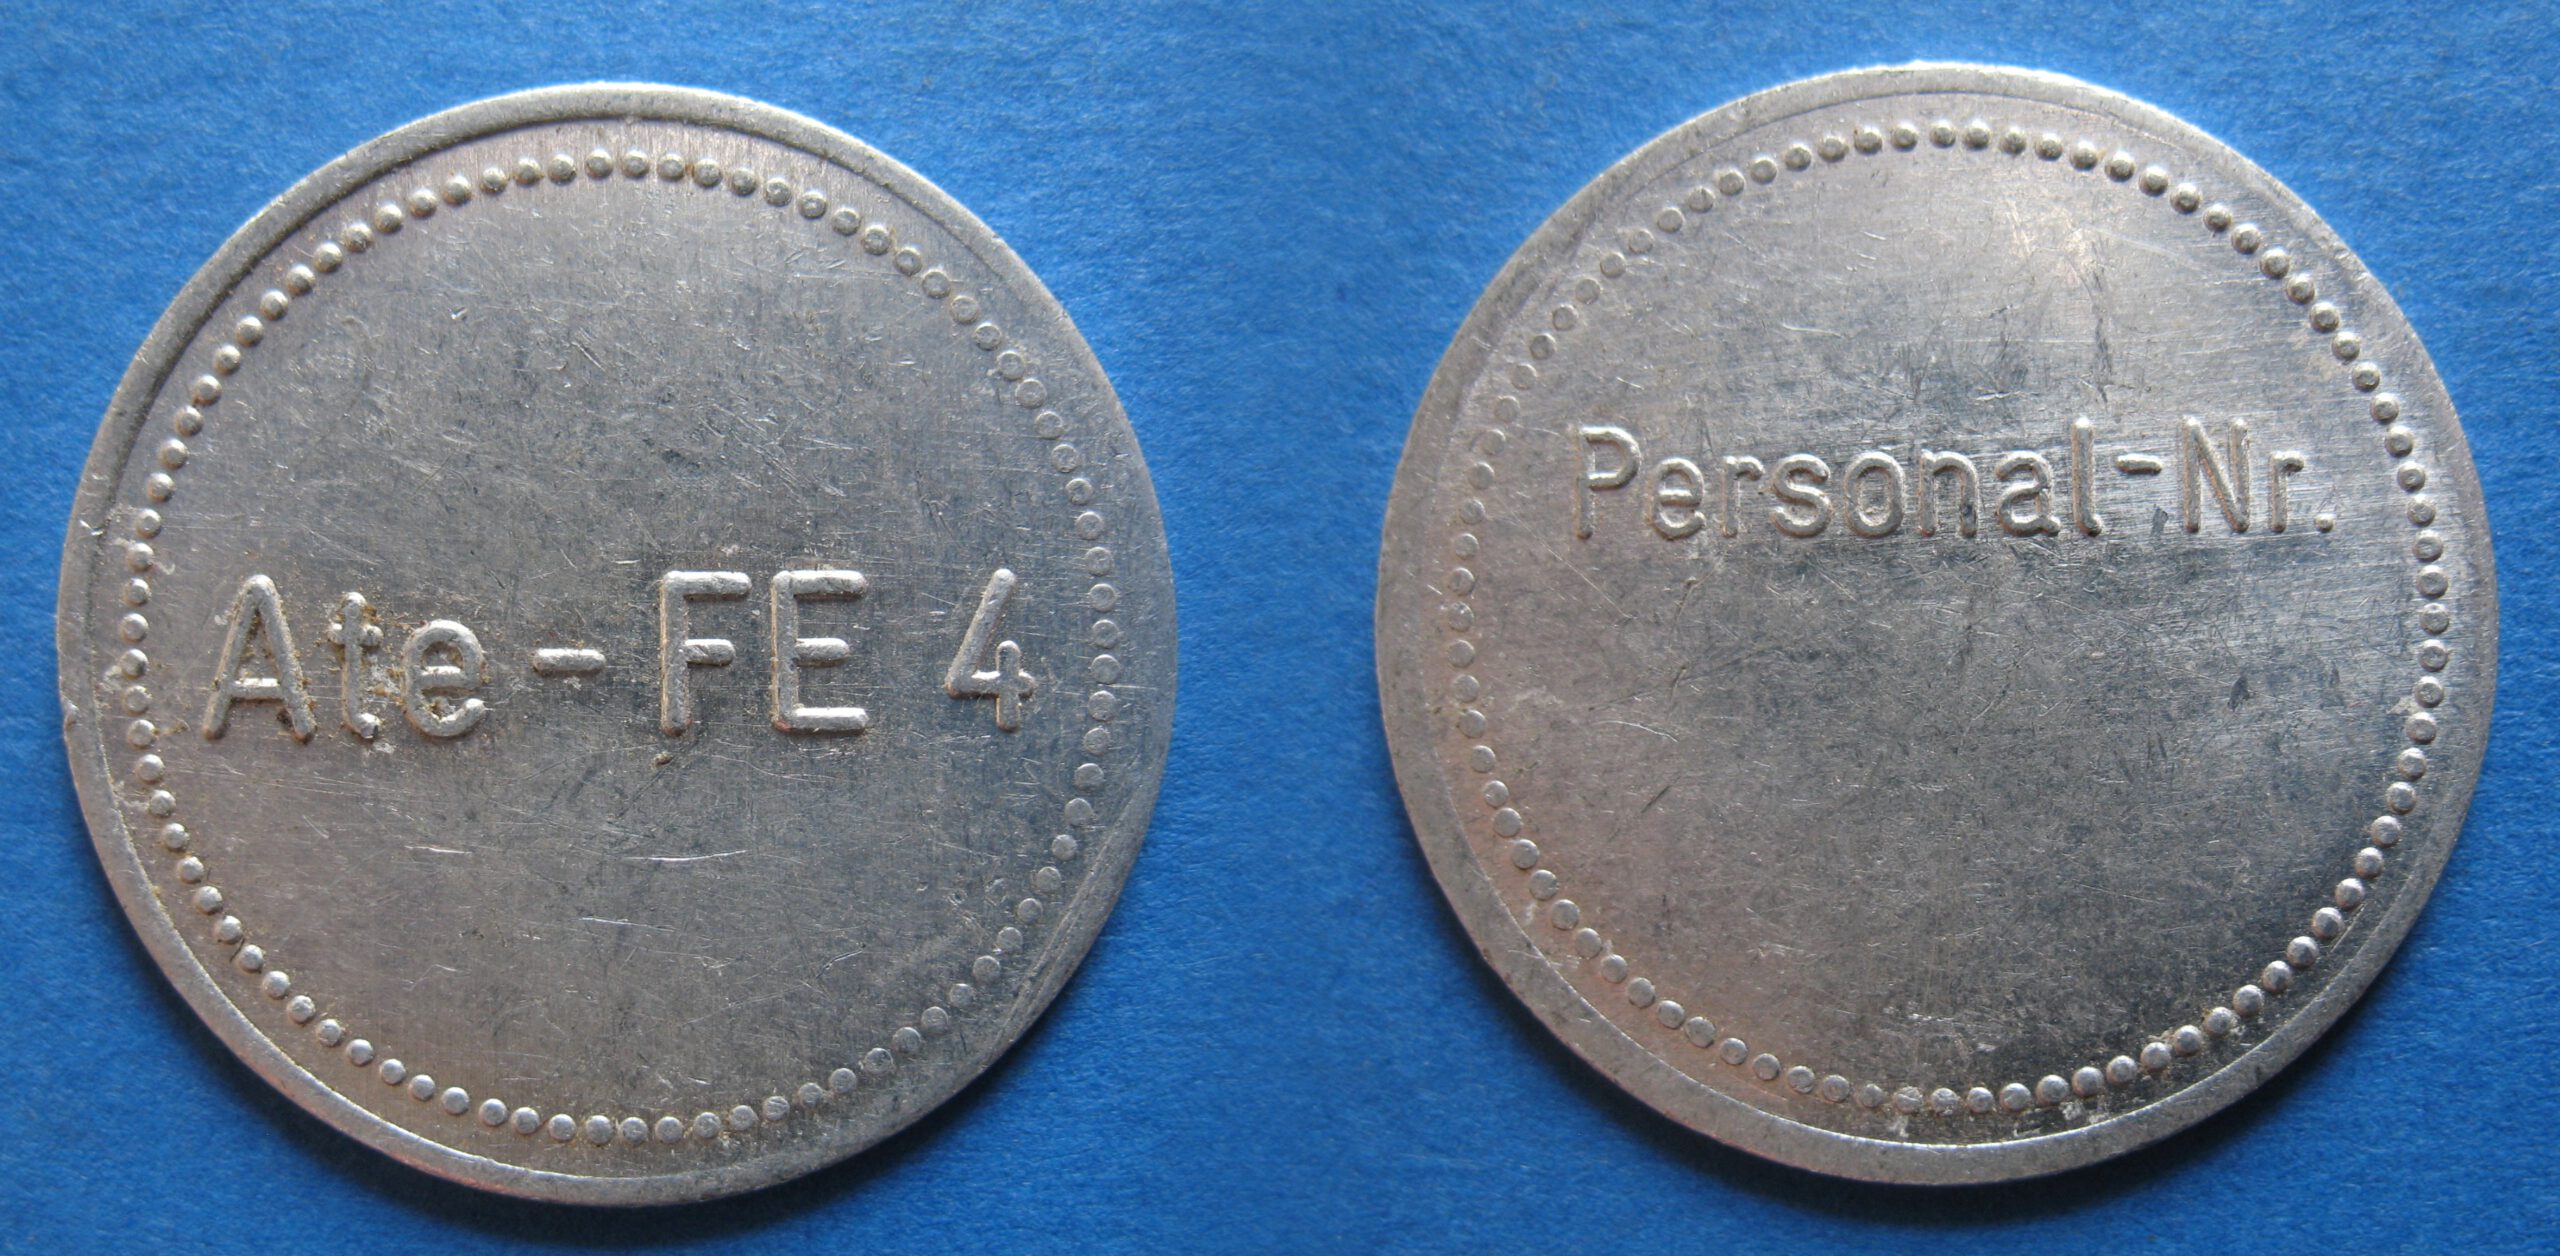 Ate - FE 4
Personal-Nr.